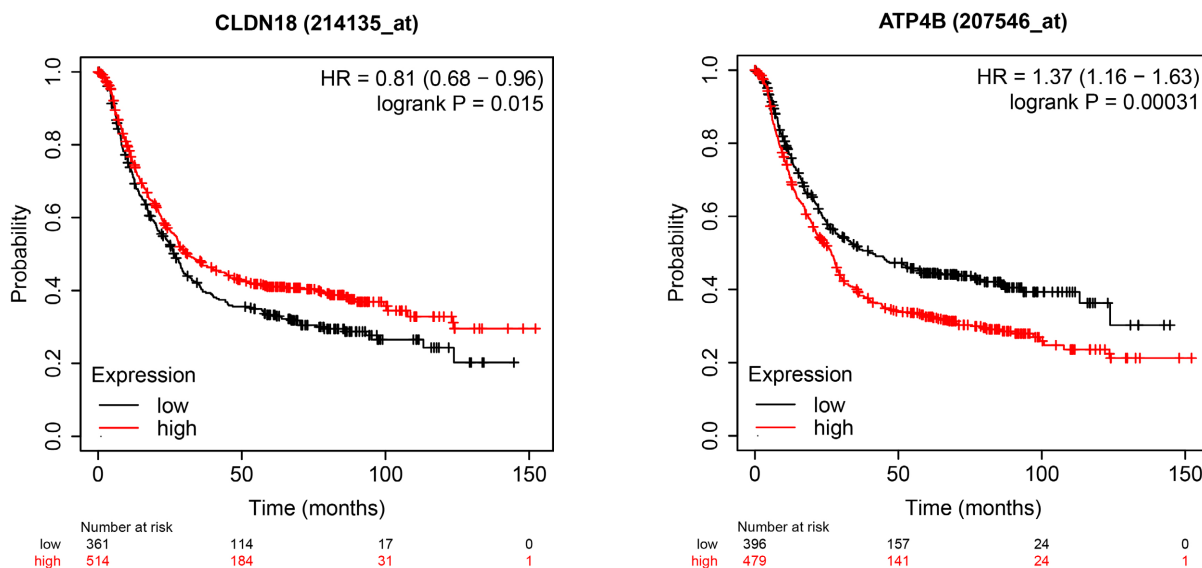 CLDN18 (214135_at)
HR = 0.81 (0.68 − 0.96)
logrank P = 0.015
Probability
1.0
0.8
0.6
0.4
0.2
0.0
Expression
low
high
0 50 100 150
Time (months)
Number at risk
low 361 114 17 0
high 514 184 31 1
ATP4B (207546_at)
HR = 1.37 (1.16 − 1.63)
logrank P = 0.00031
Probability
1.0
0.8
0.6
0.4
0.2
0.0
Expression
low
high
0 50 100 150
Time (months)
Number at risk
low 396 157 24 0
high 479 141 24 1